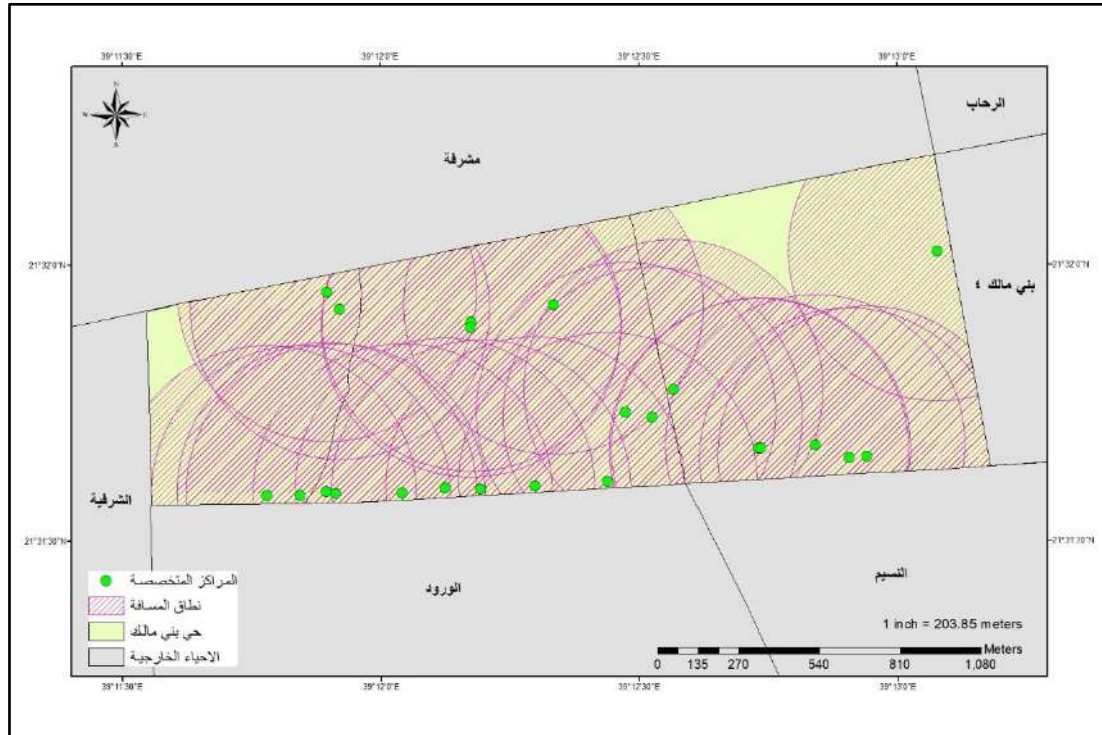 39°11'30"E 39°12'0"E 39°12'30"E 39°13'0"E
N
W E
S
الرحاب
مشرفة
21°32'0"N 21°32'0"N
بني مالك ٤
الشرفية
21°31'30"N 21°31'30"N
النسيم
الورود
المراكز المتخصصة
نطاق المسافة
حي بني مالك
الاحياء الخارجية
1 inch = 203.85 meters
Meters
0 135 270 540 810 1,080
39°11'30"E 39°12'0"E 39°12'30"E 39°13'0"E